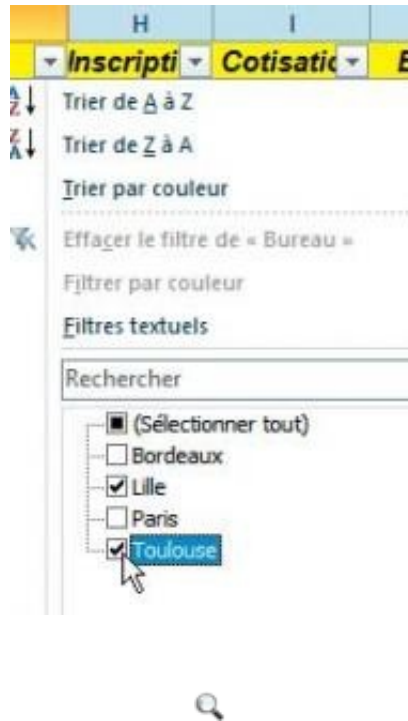 H I
Inscripti Cotisatic E
Trier de A à Z
Trier de Z à A
Trier par couleur
Effacer le filtre de « Bureau »
Filtrer par couleur
Filtres textuels
Rechercher
(Sélectionner tout)
Bordeaux
Lille
Paris
Toulouse